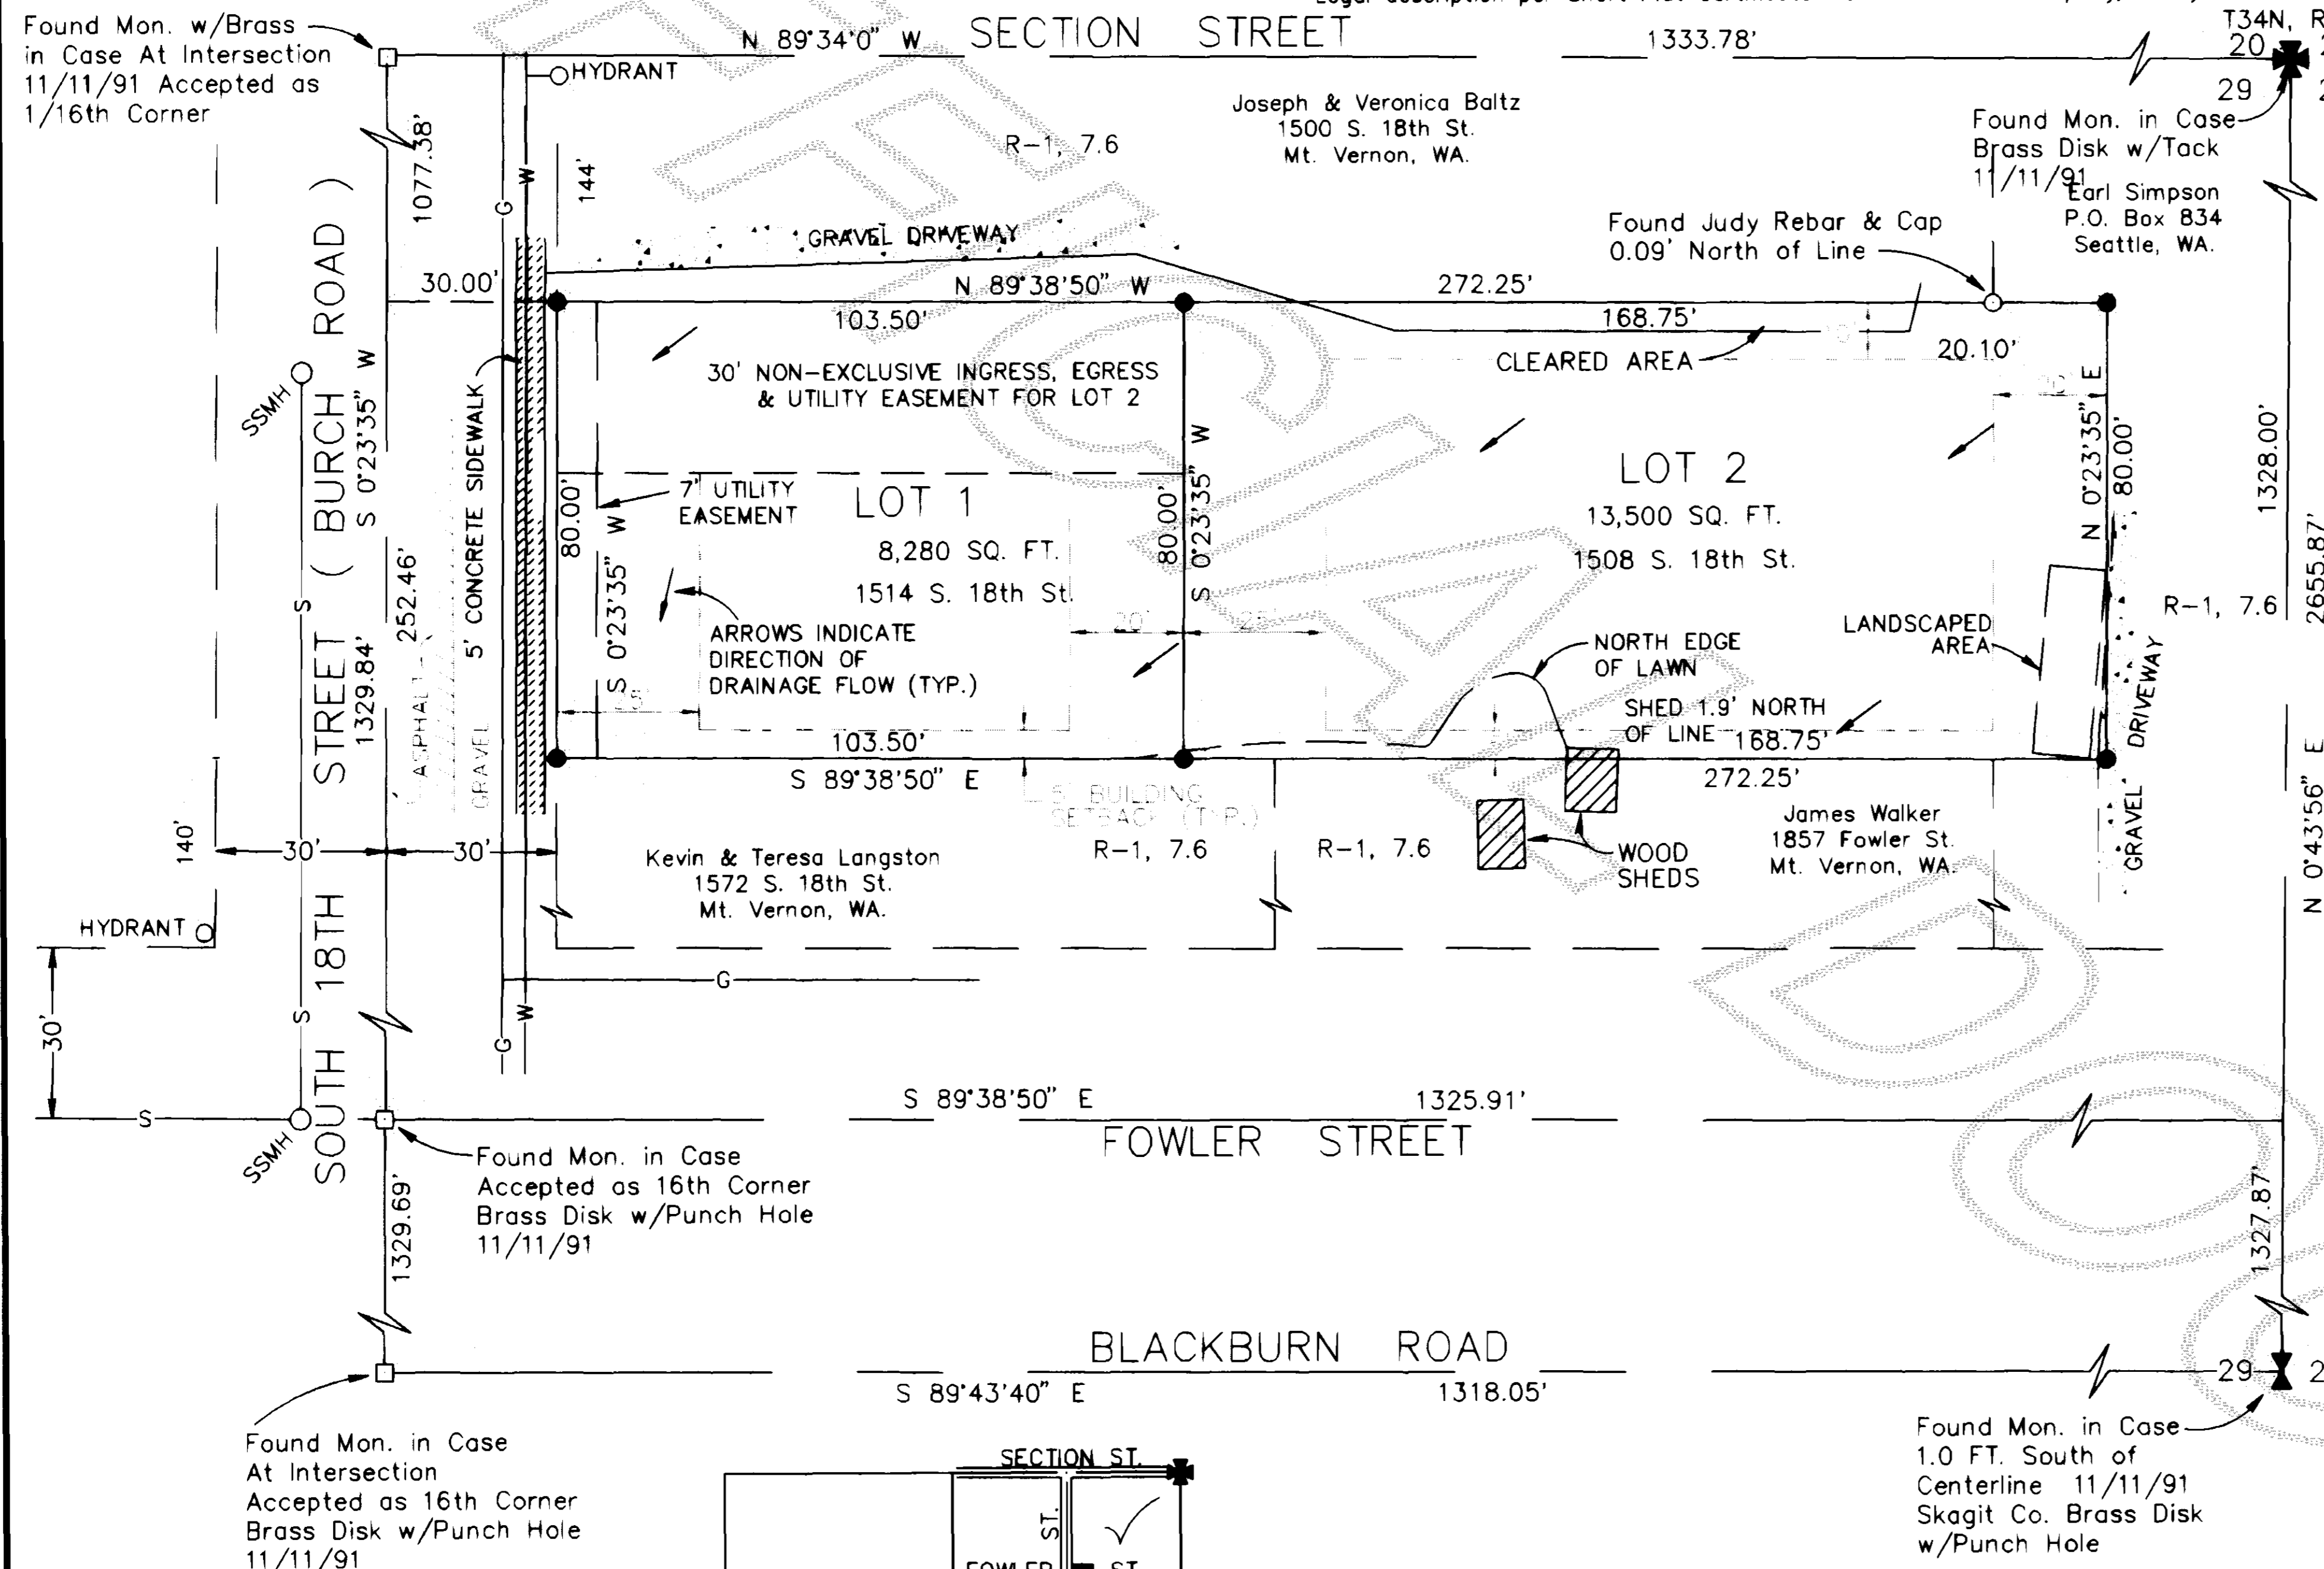 Found Mon. w/Brass
in Case At Intersection
11/11/91 Accepted as
1/16th Corner
N 89°34'0" W
SECTION STREET
1333.78'
T34N, R
20
29
HYDRANT
Joseph & Veronica Baltz
1500 S. 18th St.
Mt. Vernon, WA.
R-1, 7.6
Found Mon. in Case
Brass Disk w/Tack
11/11/91
Earl Simpson
P.O. Box 834
Seattle, WA.
1077.38'
G
W
144'
GRAVEL DRIVEWAY
Found Judy Rebar & Cap
0.09' North of Line
30.00'
N 89°38'50" W
272.25'
103.50'
168.75'
CLEARED AREA
20.10'
30' NON-EXCLUSIVE INGRESS, EGRESS
& UTILITY EASEMENT FOR LOT 2
SSMH
SOUTH 18TH STREET ( BURCH ROAD )
S 0°23'35" W
1329.84'
252.46'
ASPHALT
GRAVEL
5' CONCRETE SIDEWALK
80.00'
S 0°23'35" W
7' UTILITY
EASEMENT
LOT 1
8,280 SQ. FT.
1514 S. 18th St.
80.00'
S 0°23'35" W
LOT 2
13,500 SQ. FT.
1508 S. 18th St.
N 0°23'35" E
80.00'
1328.00'
2655.87'
R-1, 7.6
N 0°43'56" E
ARROWS INDICATE
DIRECTION OF
DRAINAGE FLOW (TYP.)
20'
25'
NORTH EDGE
OF LAWN
LANDSCAPED
AREA
SHED 1.9' NORTH
OF LINE
168.75'
GRAVEL DRIVEWAY
S
103.50'
S 89°38'50" E
272.25'
BUILDING
SETBACK (TYP.)
140'
30'
30'
Kevin & Teresa Langston
1572 S. 18th St.
Mt. Vernon, WA.
R-1, 7.6
R-1, 7.6
WOOD
SHEDS
James Walker
1857 Fowler St.
Mt. Vernon, WA.
HYDRANT
30'
S
G
W
G
S
SSMH
S 89°38'50" E
1325.91'
FOWLER STREET
Found Mon. in Case
Accepted as 16th Corner
Brass Disk w/Punch Hole
11/11/91
1329.69'
1327.87'
BLACKBURN ROAD
S 89°43'40" E
1318.05'
29
Found Mon. in Case
At Intersection
Accepted as 16th Corner
Brass Disk w/Punch Hole
11/11/91
Found Mon. in Case
1.0 FT. South of
Centerline 11/11/91
Skagit Co. Brass Disk
w/Punch Hole
SECTION ST.
ST.
FOWLER ST.